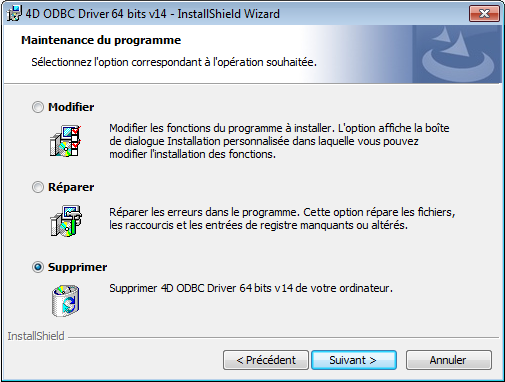 4D ODBC Driver 64 bits v14 - InstallShield Wizard
Maintenance du programme
Sélectionnez l'option correspondant à l'opération souhaitée.
Modifier
Modifier les fonctions du programme à installer. L'option affiche la boîte
de dialogue Installation personnalisée dans laquelle vous pouvez
modifier l'installation des fonctions.
Réparer
Réparer les erreurs dans le programme. Cette option répare les fichiers,
les raccourcis et les entrées de registre manquants ou altérés.
Supprimer
Supprimer 4D ODBC Driver 64 bits v14 de votre ordinateur.
InstallShield
< Précédent
Suivant >
Annuler